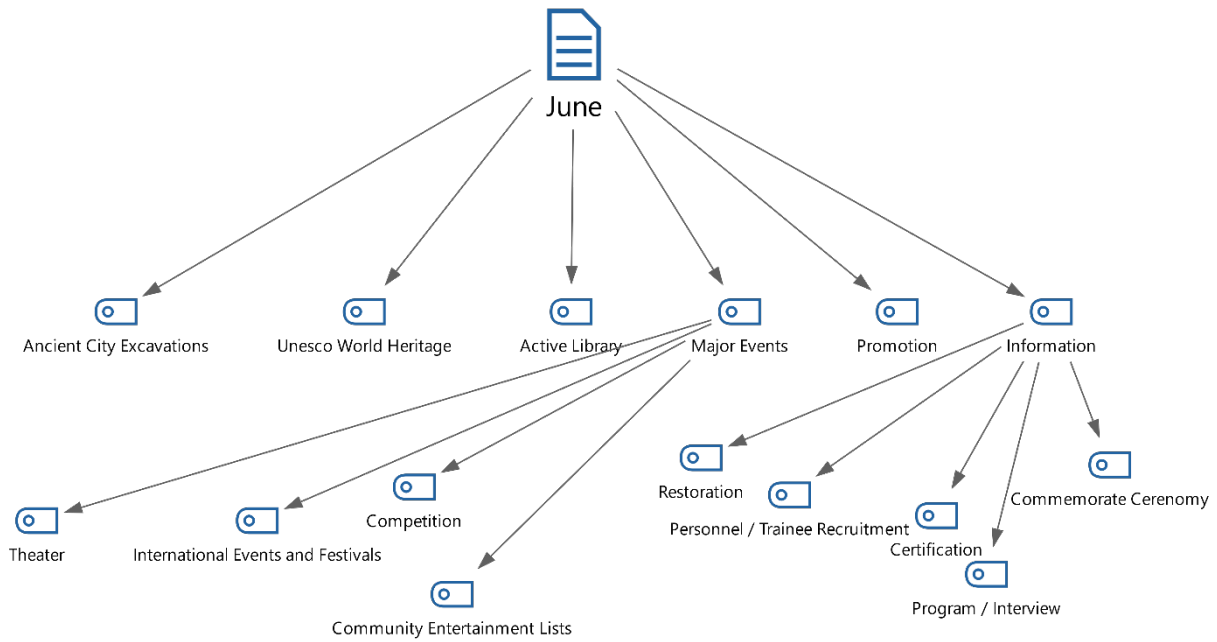 June
Ancient City Excavations
Unesco World Heritage
Active Library
Major Events
Promotion
Information
Restoration
Commemorate Cerenomy
Competition
Personnel / Trainee Recruitment
Theater
International Events and Festivals
Certification
Program / Interview
Community Entertainment Lists